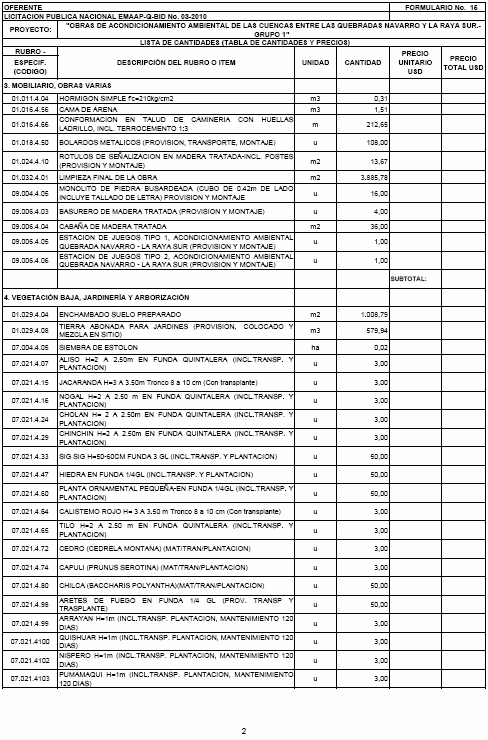 OFERENTE FORMULARIO No. 16
LICITACION PUBLICA NACIONAL EMAAP-Q-BID No. 03-2010
PROYECTO: "OBRAS DE ACONDICIONAMIENTO AMBIENTAL DE LAS CUENCAS ENTRE LAS QUEBRADAS NAVARRO Y LA RAYA SUR.-
GRUPO 1"
LISTA DE CANTIDADES (TABLA DE CANTIDADES Y PRECIOS)
RUBRO - ESPECIF. (CODIGO) DESCRIPCIÓN DEL RUBRO O ITEM UNIDAD CANTIDAD PRECIO UNITARIO USD PRECIO TOTAL USD
3. MOBILIARIO, OBRAS VARIAS
01.011.4.04 HORMIGON SIMPLE f'c=210kg/cm2 m3 0,31
01.016.4.56 CAMA DE ARENA m3 1,51
01.016.4.66 CONFORMACION EN TALUD DE CAMINERIA CON HUELLAS
LADRILLO, INCL. TERROCEMENTO 1:3 m 212,65
01.018.4.50 BOLARDOS METALICOS (PROVISION, TRANSPORTE, MONTAJE) u 108,00
01.024.4.10 ROTULOS DE SEÑALIZACION EN MADERA TRATADA-INCL. POSTES
(PROVISION Y MONTAJE) m2 13,67
01.032.4.01 LIMPIEZA FINAL DE LA OBRA m2 3.885,78
09.004.4.05 MONOLITO DE PIEDRA BUSARDEADA (CUBO DE 0.42m DE LADO
INCLUYE TALLADO DE LETRA) PROVISION Y MONTAJE u 16,00
09.006.4.03 BASURERO DE MADERA TRATADA (PROVISION Y MONTAJE) u 4,00
09.006.4.04 CABAÑA DE MADERA TRATADA m2 36,00
09.006.4.05 ESTACION DE JUEGOS TIPO 1, ACONDICIONAMIENTO AMBIENTAL
QUEBRADA NAVARRO - LA RAYA SUR (PROVISION Y MONTAJE) u 1,00
09.006.4.06 ESTACION DE JUEGOS TIPO 2, ACONDICIONAMIENTO AMBIENTAL
QUEBRADA NAVARRO - LA RAYA SUR (PROVISION Y MONTAJE) u 1,00
SUBTOTAL:
4. VEGETACIÓN BAJA, JARDINERÍA Y ARBORIZACIÓN
01.029.4.04 ENCHAMBADO SUELO PREPARADO m2 1.008,79
01.029.4.08 TIERRA ABONADA PARA JARDINES (PROVISION, COLOCADO Y
MEZCLA EN SITIO) m3 579,94
07.004.4.05 SIEMBRA DE ESTOLON ha 0,02
07.021.4.07 ALISO H=2 A 2.50m EN FUNDA QUINTALERA (INCL.TRANSP. Y
PLANTACION) u 3,00
07.021.4.15 JACARANDA H=3 A 3.50m Tronco 8 a 10 cm (Con transplante) u 3,00
07.021.4.16 NOGAL H=2 A 2.50 m EN FUNDA QUINTALERA (INCL.TRANSP. Y
PLANTACION) u 3,00
07.021.4.24 CHOLAN H= 2 A 2.50m EN FUNDA QUINTALERA (INCL.TRANSP. Y
PLANTACION) u 3,00
07.021.4.29 CHINCHIN H=2 A 2.50m EN FUNDA QUINTALERA (INCL.TRANSP. Y
PLANTACION) u 3,00
07.021.4.33 SIG SIG H=50-60CM FUNDA 3 GL (INCL.TRANSP. Y PLANTACION) u 50,00
07.021.4.47 HIEDRA EN FUNDA 1/4GL (INCL.TRANSP. Y PLANTACION) u 50,00
07.021.4.60 PLANTA ORNAMENTAL PEQUEÑA-EN FUNDA 1/4GL (INCL.TRANSP. Y
PLANTACION) u 50,00
07.021.4.64 CALISTEMO ROJO H= 3 A 3.50 m Tronco 8 a 10 cm (Con transplante) u 3,00
07.021.4.65 TILO H=2 A 2.50 m EN FUNDA QUINTALERA (INCL.TRANSP. Y
PLANTACION) u 3,00
07.021.4.72 CEDRO (CEDRELA MONTANA) (MAT/TRAN/PLANTACION) u 3,00
07.021.4.74 CAPULI (PRUNUS SEROTINA) (MAT/TRAN/PLANTACION) u 3,00
07.021.4.80 CHILCA (BACCHARIS POLYANTHA)(MAT/TRAN/PLANTACION) u 50,00
07.021.4.98 ARETES DE FUEGO EN FUNDA 1/4 GL (PROV. TRANSP Y
TRASPLANTE) u 50,00
07.021.4.99 ARRAYAN H=1m (INCL.TRANSP. PLANTACION, MANTENIMIENTO 120
DIAS) u 3,00
07.021.4100 QUISHUAR H=1m (INCL.TRANSP. PLANTACION, MANTENIMIENTO 120
DIAS) u 3,00
07.021.4102 NISPERO H=1m (INCL.TRANSP. PLANTACION, MANTENIMIENTO 120
DIAS) u 3,00
07.021.4103 PUMAMAQUI H=1m (INCL.TRANSP. PLANTACION, MANTENIMIENTO
120 DIAS) u 3,00
2